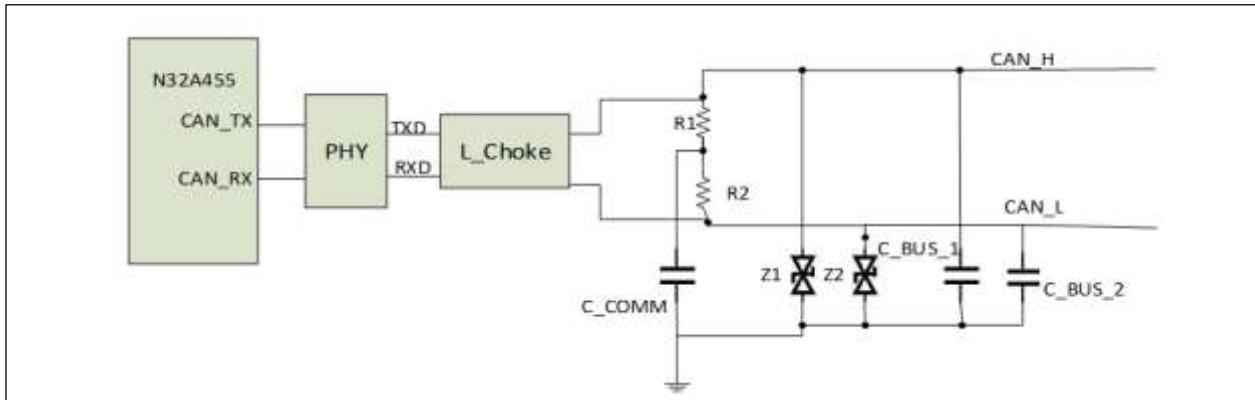 N32A455
CAN_TX
CAN_RX
PHY
TXD
RXD
L_Choke
R1
R2
C_COMM
CAN_H
CAN_L
Z1
Z2
C_BUS_1
C_BUS_2